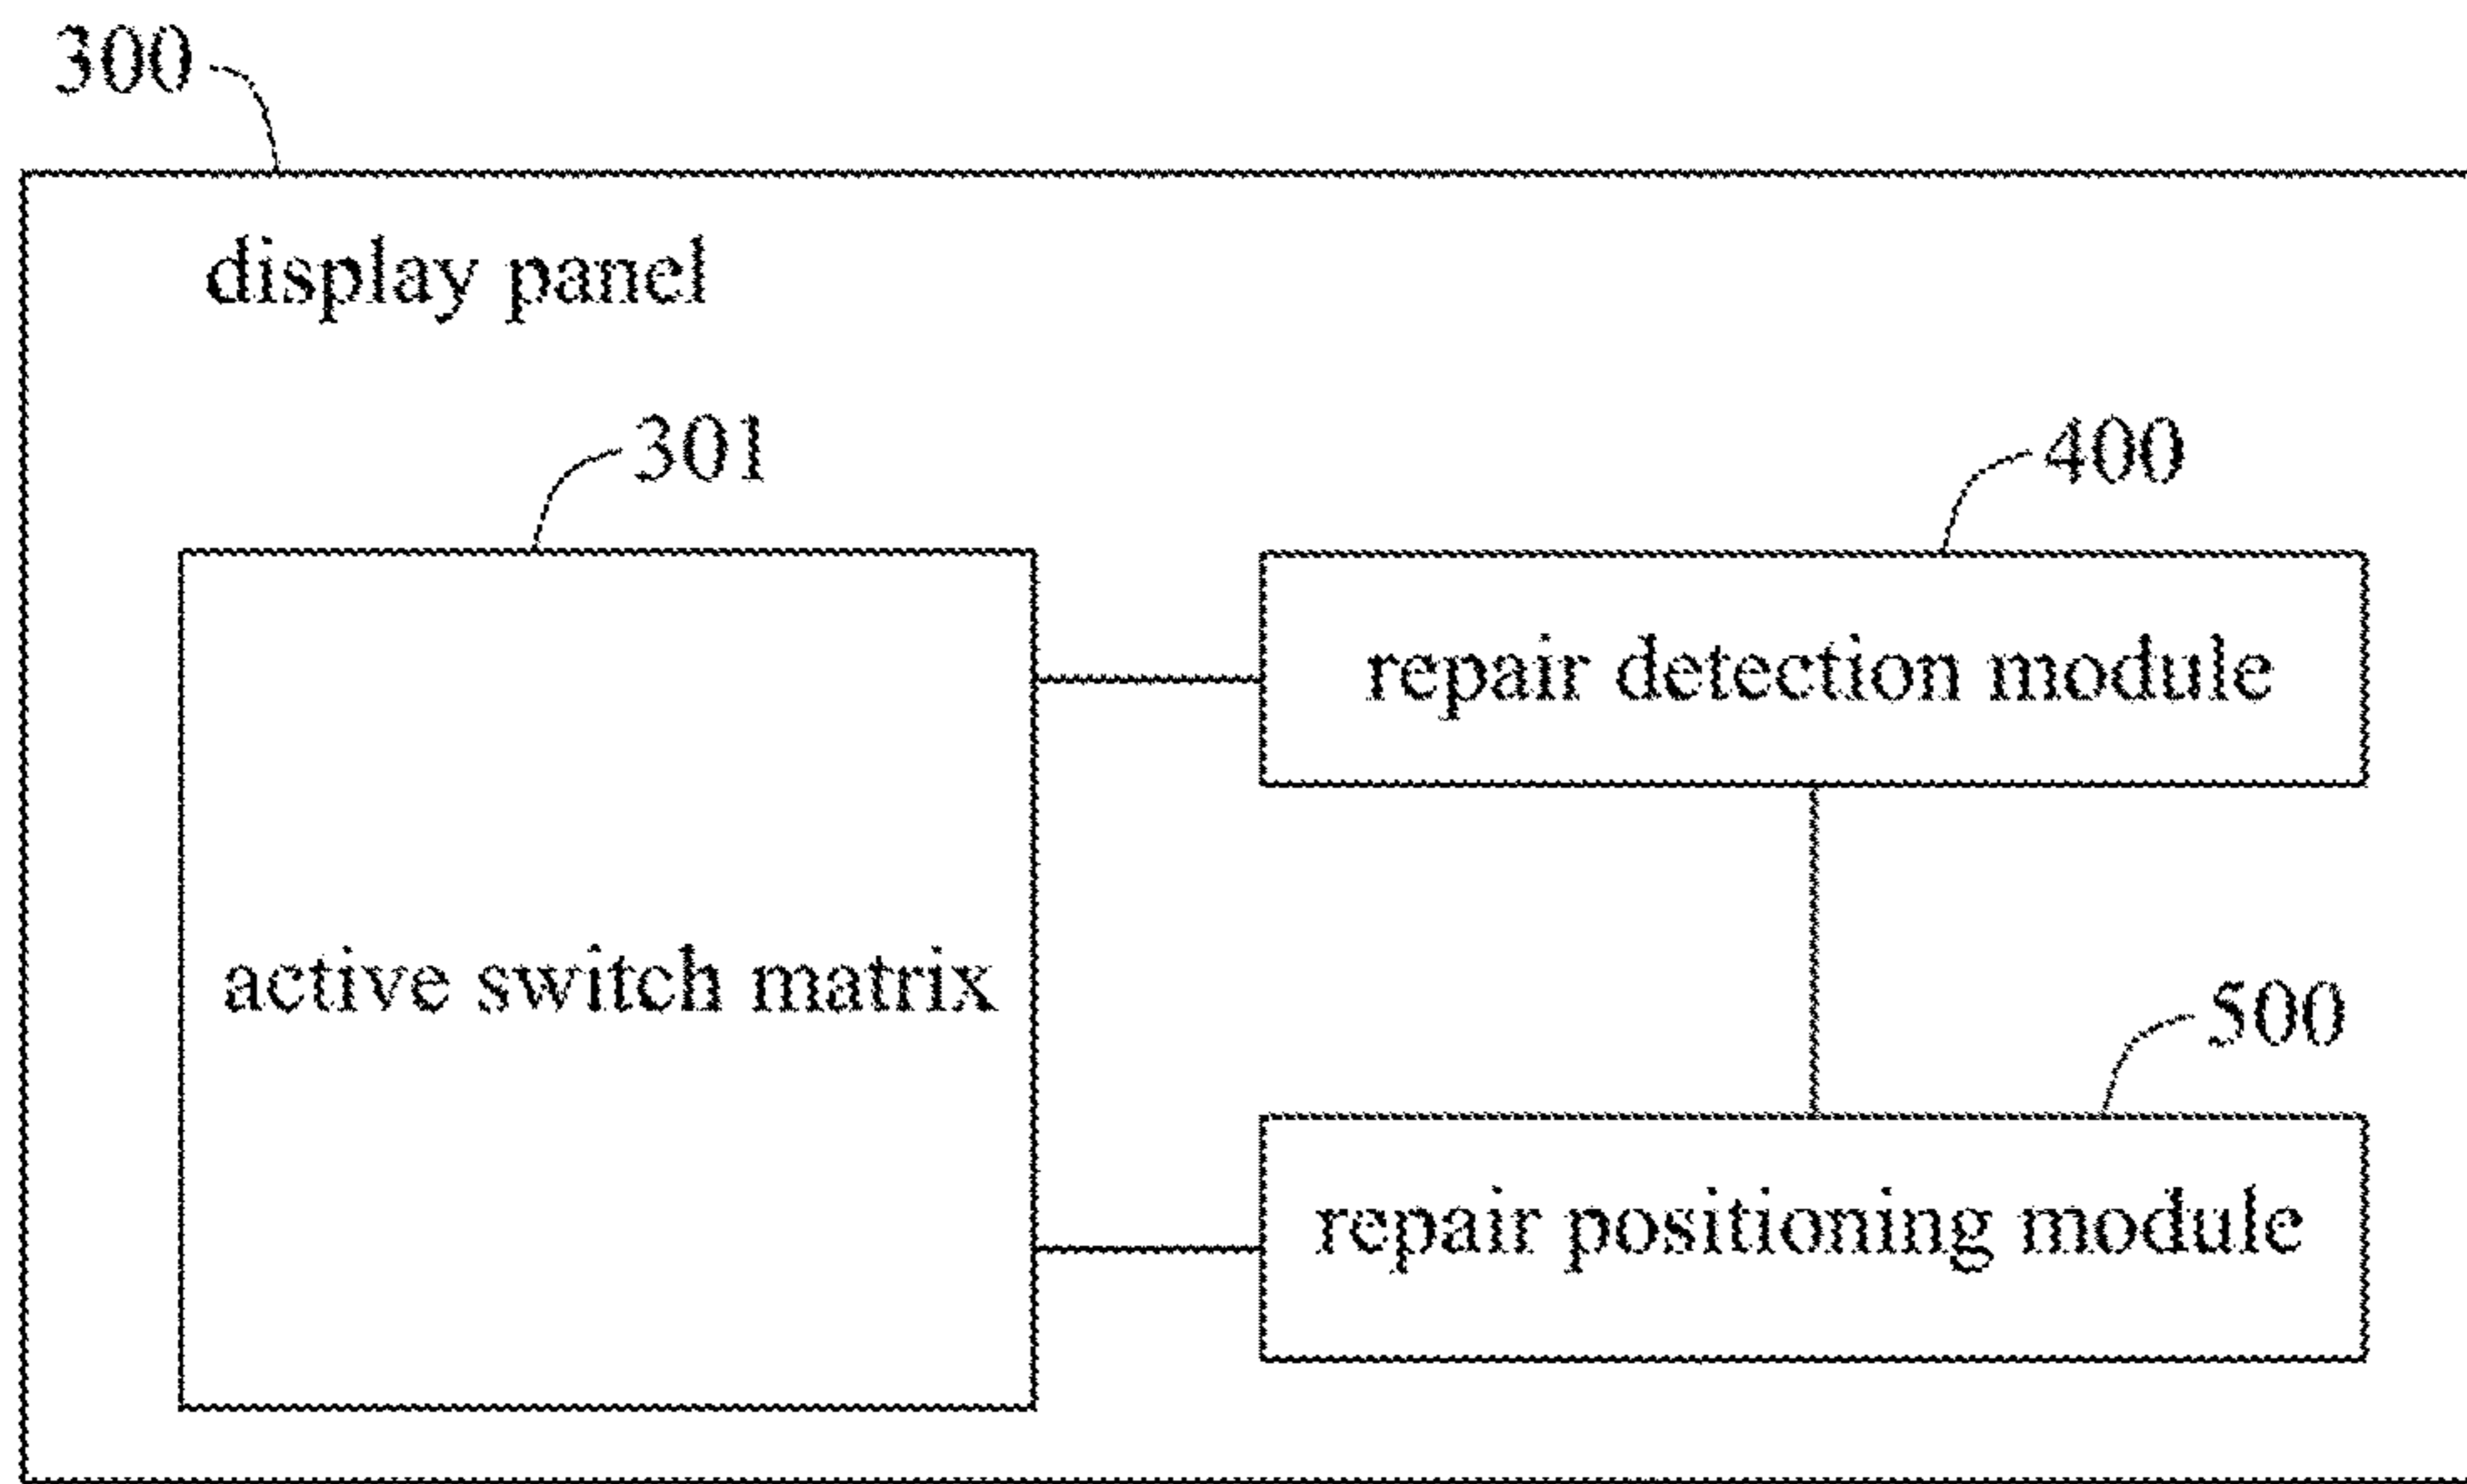 300
display panel
301
400
repair detection module
active switch matrix
500
repair positioning module